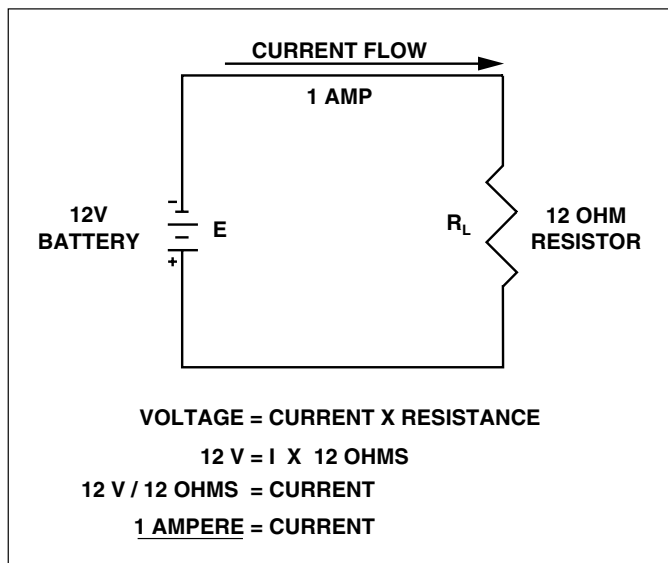 CURRENT FLOW
1 AMP
-
12V
BATTERY
E
+
R_L
12 OHM
RESISTOR
VOLTAGE = CURRENT X RESISTANCE
12 V = I X 12 OHMS
12 V / 12 OHMS = CURRENT
1 AMPERE = CURRENT